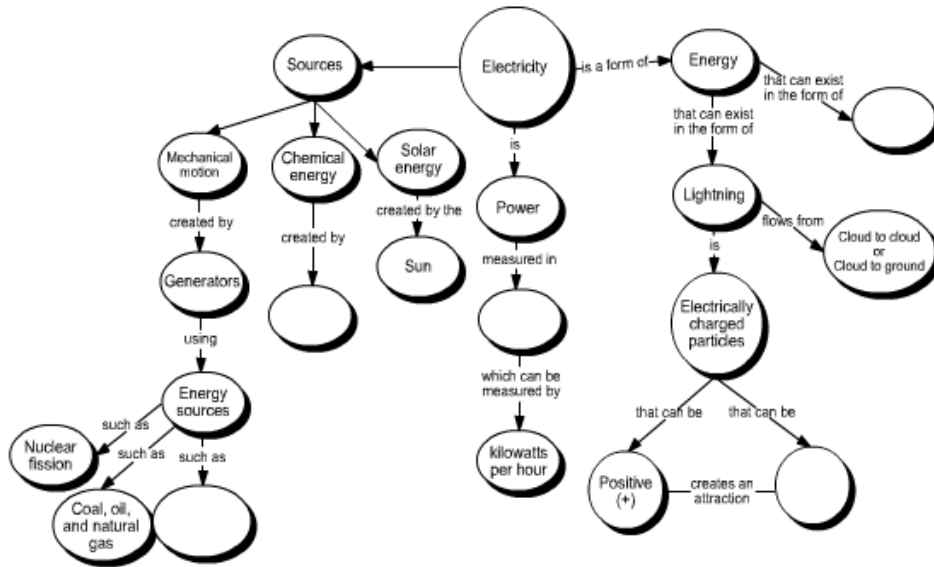 Sources
Electricity
is a form of
Energy
that can exist
in the form of
that can exist
in the form of
Mechanical
motion
Chemical
energy
Solar
energy
is
Lightning
created by
created by
created by the
Power
flows from
Cloud to cloud
or
Cloud to ground
is
Generators
Sun
measured in
Electrically
charged
particles
using
which can be
measured by
Energy
sources
that can be
that can be
such as
such as
such as
Nuclear
fission
kilowatts
per hour
Positive
(+)
creates an
attraction
Coal, oil,
and natural
gas